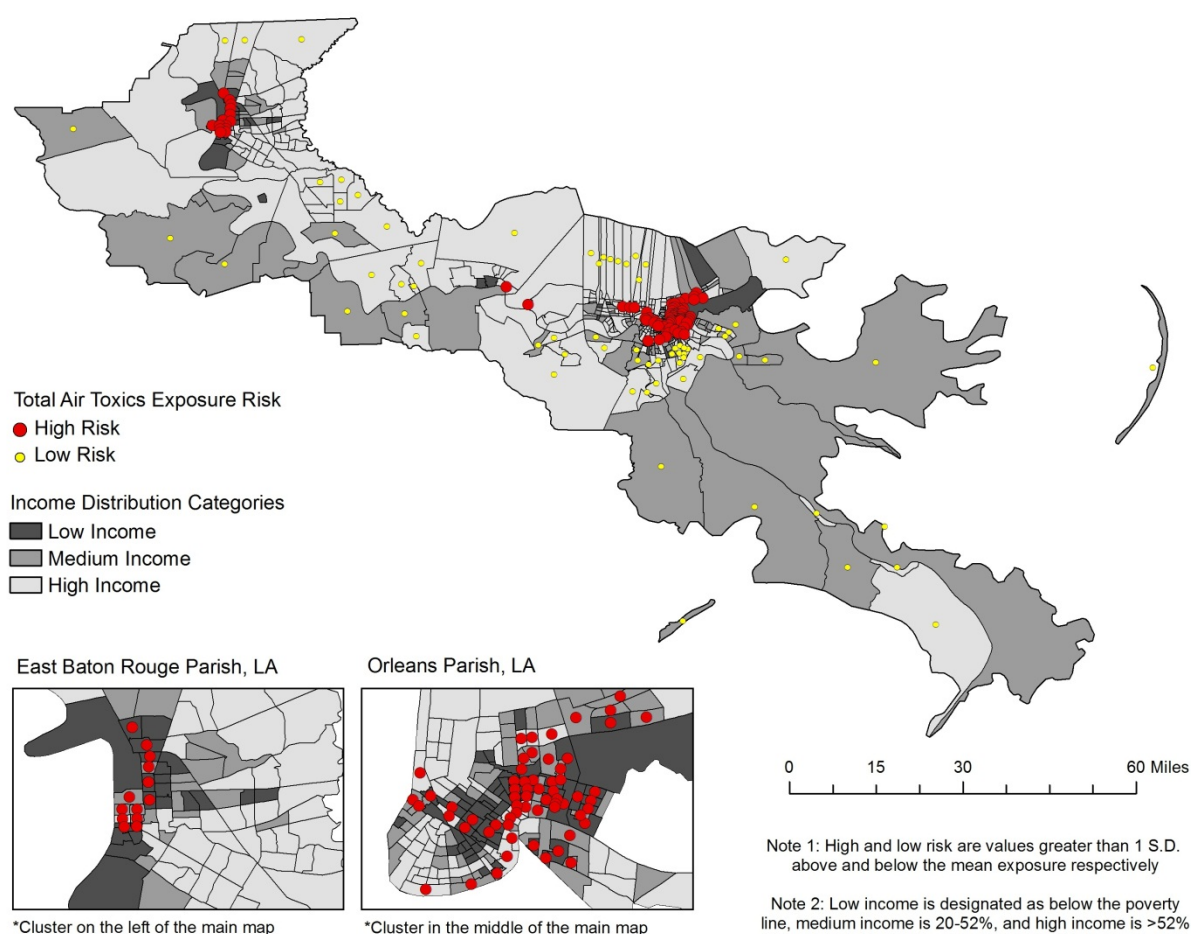 Total Air Toxics Exposure Risk
High Risk
Low Risk
Income Distribution Categories
Low Income
Medium Income
High Income
East Baton Rouge Parish, LA
*Cluster on the left of the main map
Orleans Parish, LA
*Cluster in the middle of the main map
0 15 30 60 Miles
Note 1: High and low risk are values greater than 1 S.D.
above and below the mean exposure respectively
Note 2: Low income is designated as below the poverty
line, medium income is 20-52%, and high income is >52%